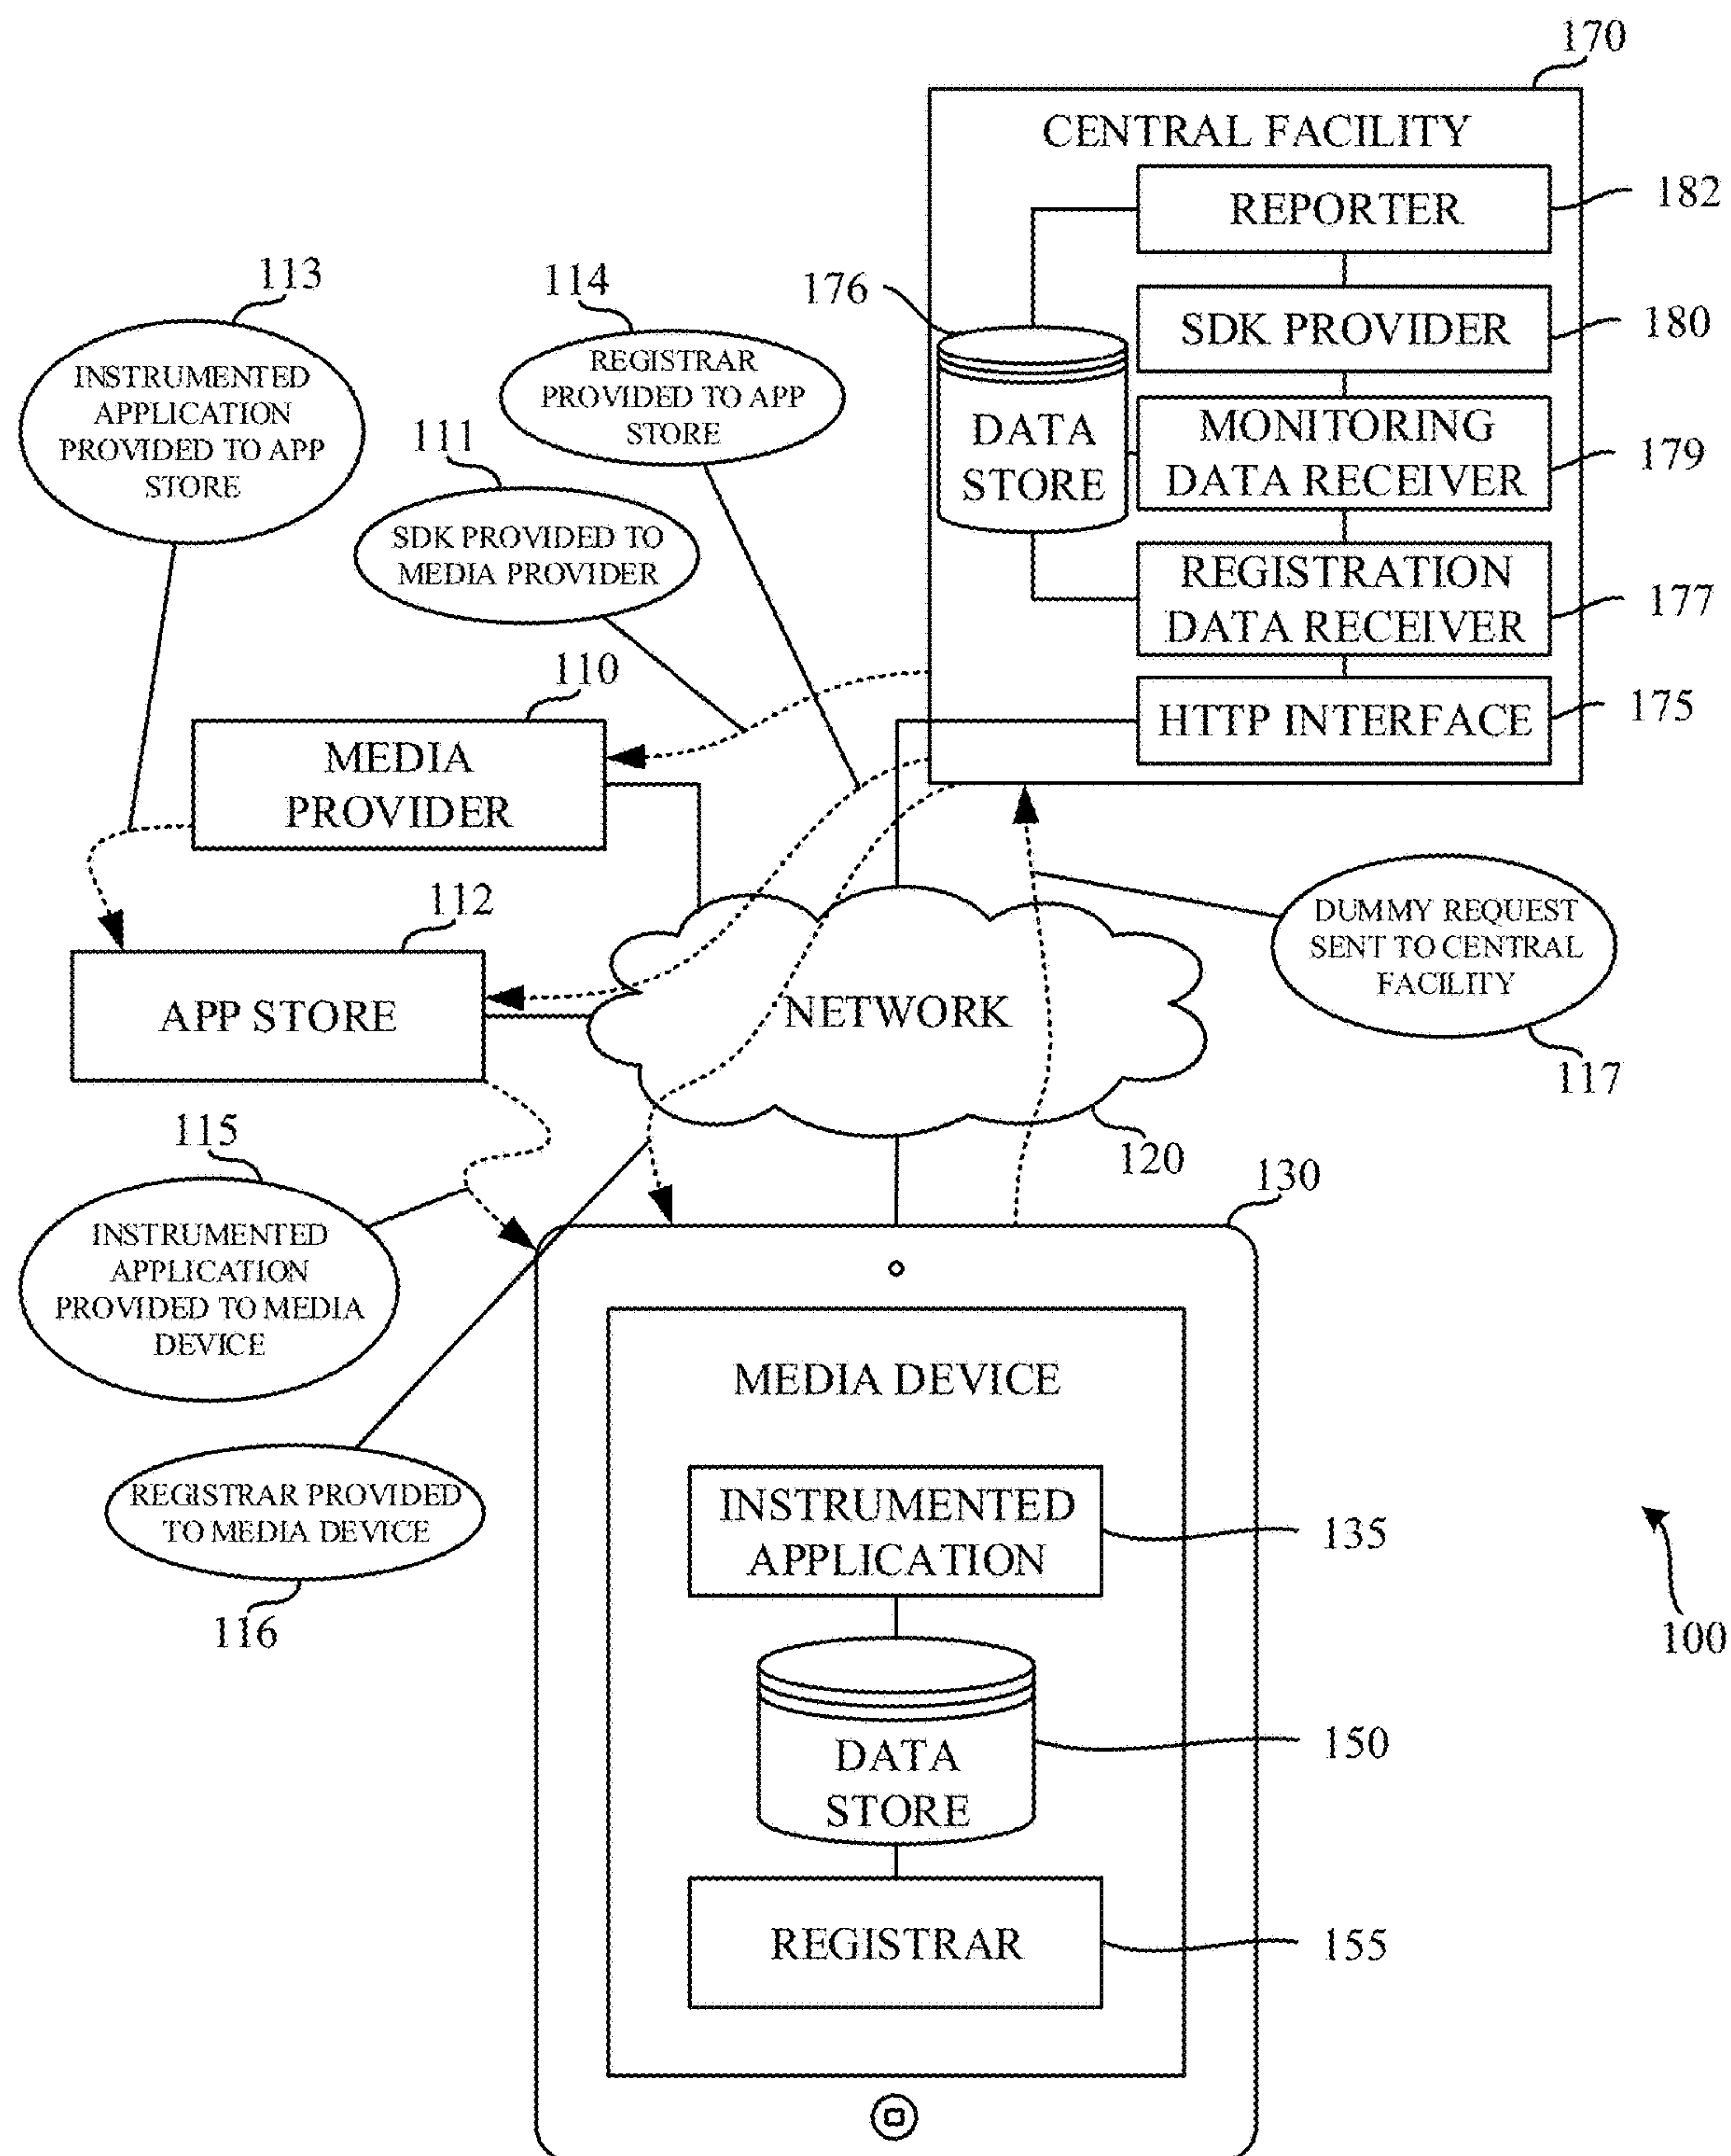 170
CENTRAL FACILITY
REPORTER
182
176
SDK PROVIDER
180
DATA
STORE
MONITORING
DATA RECEIVER
179
REGISTRATION
DATA RECEIVER
177
HTTP INTERFACE
175
113
INSTRUMENTED
APPLICATION
PROVIDED TO APP
STORE
114
REGISTRAR
PROVIDED TO APP
STORE
111
SDK PROVIDED TO
MEDIA PROVIDER
110
MEDIA
PROVIDER
112
APP STORE
NETWORK
120
DUMMY REQUEST
SENT TO CENTRAL
FACILITY
117
115
INSTRUMENTED
APPLICATION
PROVIDED TO MEDIA
DEVICE
REGISTRAR PROVIDED
TO MEDIA DEVICE
116
130
MEDIA DEVICE
INSTRUMENTED
APPLICATION
135
DATA
STORE
150
REGISTRAR
155
100